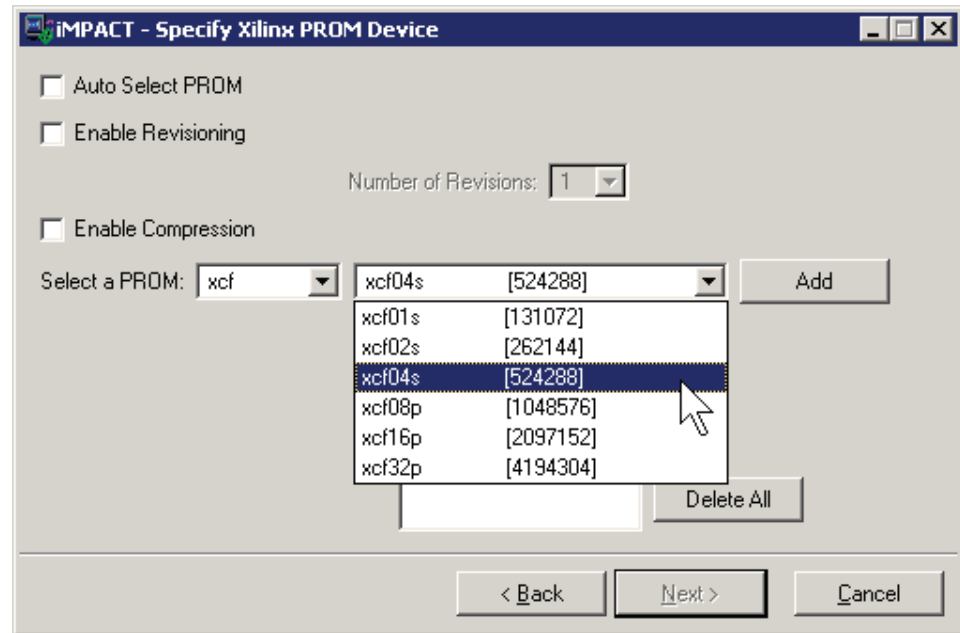 iMPACT - Specify Xilinx PROM Device
Auto Select PROM
Enable Revisioning
Number of Revisions: 1
Enable Compression
Select a PROM: xcf xcf04s [524288] Add
xcf01s [131072]
xcf02s [262144]
xcf04s [524288]
xcf08p [1048576]
xcf16p [2097152]
xcf32p [4194304]
Delete All
< Back Next > Cancel